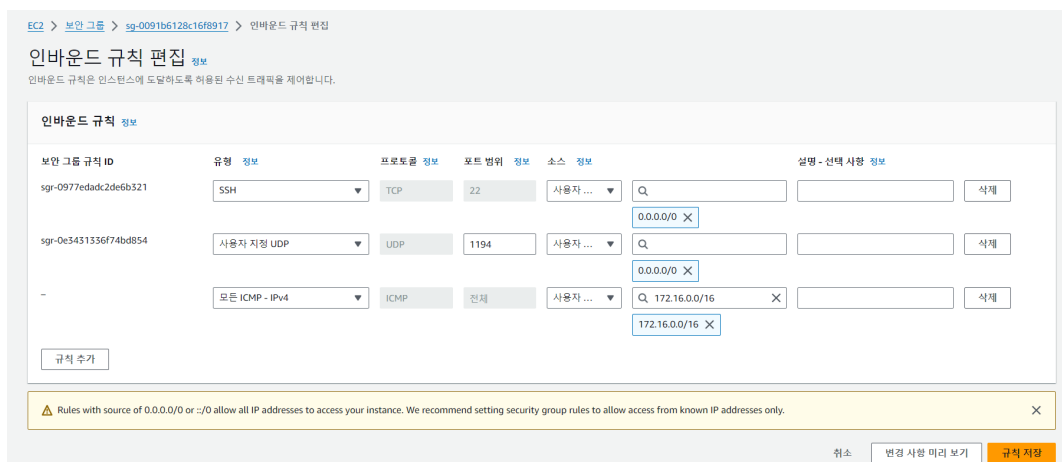 EC2 > 보안 그룹 > sg-0091b6128c16f8917 > 인바운드 규칙 편집
인바운드 규칙 편집 정보
인바운드 규칙은 인스턴스에 도달하도록 허용된 수신 트래픽을 제어합니다.
인바운드 규칙 정보
보안 그룹 규칙 ID 유형 정보 프로토콜 정보 포트 범위 정보 소스 정보 설명 - 선택 사항 정보
sgr-0977edadc2de6b321 SSH TCP 22 사용자 ... 삭제
0.0.0.0/0
sgr-0e3431336f74bd854 사용자 지정 UDP UDP 1194 사용자 ... 삭제
0.0.0.0/0
– 모든 ICMP - IPv4 ICMP 전체 사용자 ... 172.16.0.0/16 삭제
172.16.0.0/16
규칙 추가
Rules with source of 0.0.0.0/0 or ::/0 allow all IP addresses to access your instance. We recommend setting security group rules to allow access from known IP addresses only.
취소 변경 사항 미리 보기 규칙 저장